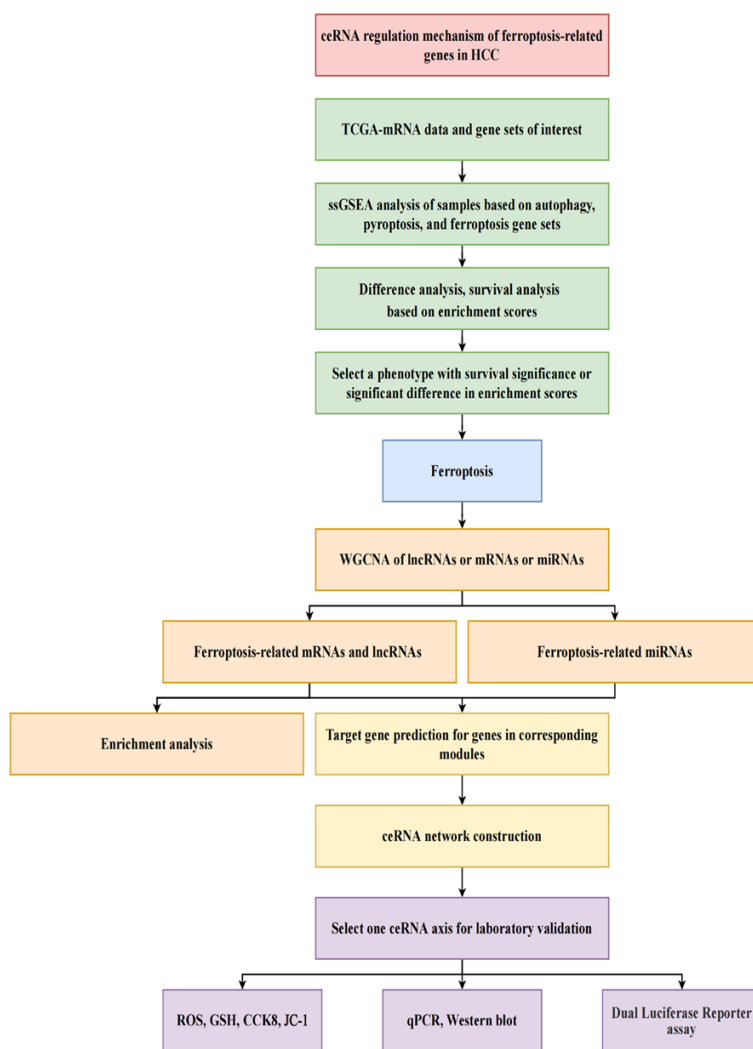 ceRNA regulation mechanism of ferroptosis-related
genes in HCC
TCGA-mRNA data and gene sets of interest
ssGSEA analysis of samples based on autophagy,
pyroptosis, and ferroptosis gene sets
Difference analysis, survival analysis
based on enrichment scores
Select a phenotype with survival significance or
significant difference in enrichment scores
Ferroptosis
WGCNA of lncRNAs or mRNAs or miRNAs
Ferroptosis-related mRNAs and lncRNAs
Ferroptosis-related miRNAs
Enrichment analysis
Target gene prediction for genes in corresponding
modules
ceRNA network construction
Select one ceRNA axis for laboratory validation
ROS, GSH, CCK8, JC-1
qPCR, Western blot
Dual Luciferase Reporter
assay